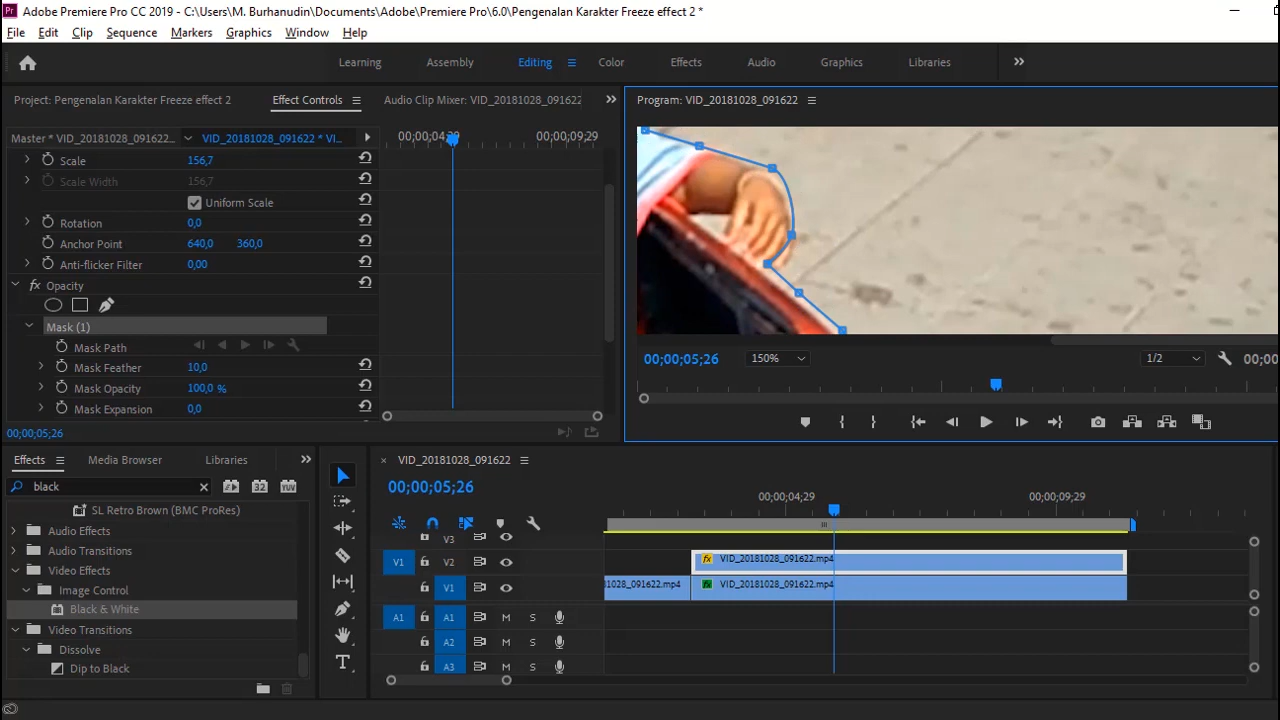 Adobe Premiere Pro CC 2019 - C:\Users\M. Burhanudin\Documents\Adobe\Premiere Pro\6.0\Pengenalan Karakter Freeze effect 2 *
File Edit Clip Sequence Markers Graphics Window Help
Learning Assembly Editing Color Effects Audio Graphics Libraries
Project: Pengenalan Karakter Freeze effect 2 Effect Controls Audio Clip Mixer: VID_20181028_091622
Program: VID_20181028_091622
Master * VID_20181028_091622... VID_20181028_091622 * VI...
00;00;04;29 00;00;09;29
Scale 156,7
Scale Width 156,7
Uniform Scale
Rotation 0,0
Anchor Point 640,0 360,0
Anti-flicker Filter 0,00
fx Opacity
Mask (1)
Mask Path
Mask Feather 10,0
Mask Opacity 100,0 %
Mask Expansion 0,0
00;00;05;26
00;00;05;26 150% 1/2 00;00
Effects Media Browser Libraries
black
32 YUV
SL Retro Brown (BMC ProRes)
Audio Effects
Audio Transitions
Video Effects
Image Control
Black & White
Video Transitions
Dissolve
Dip to Black
VID_20181028_091622
00;00;05;26
00;00;04;29 00;00;09;29
V3
V1 V2 fx VID_20181028_091622.mp4
V1 1028_091622.mp4 fx VID_20181028_091622.mp4
A1 A1 M S
A2 M S
A3 M S